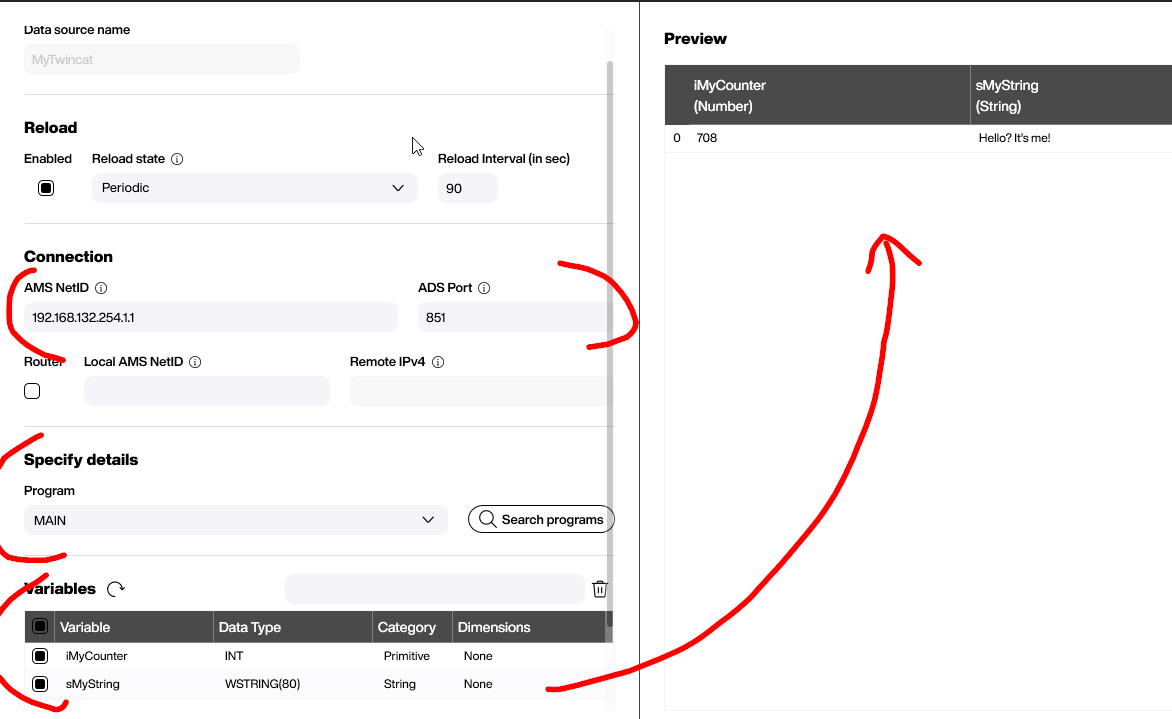 Data source name
MyTwincat
Reload
Enabled Reload state Reload Interval (in sec)
Periodic 90
Connection
AMS NetID ADS Port
192.168.132.254.1.1 851
Router Local AMS NetID Remote IPv4
Specify details
Program
MAIN Search programs
Variables
Variable Data Type Category Dimensions
iMyCounter INT Primitive None
sMyString WSTRING(80) String None
Preview
iMyCounter sMyString
(Number) (String)
0 708 Hello? It's me!